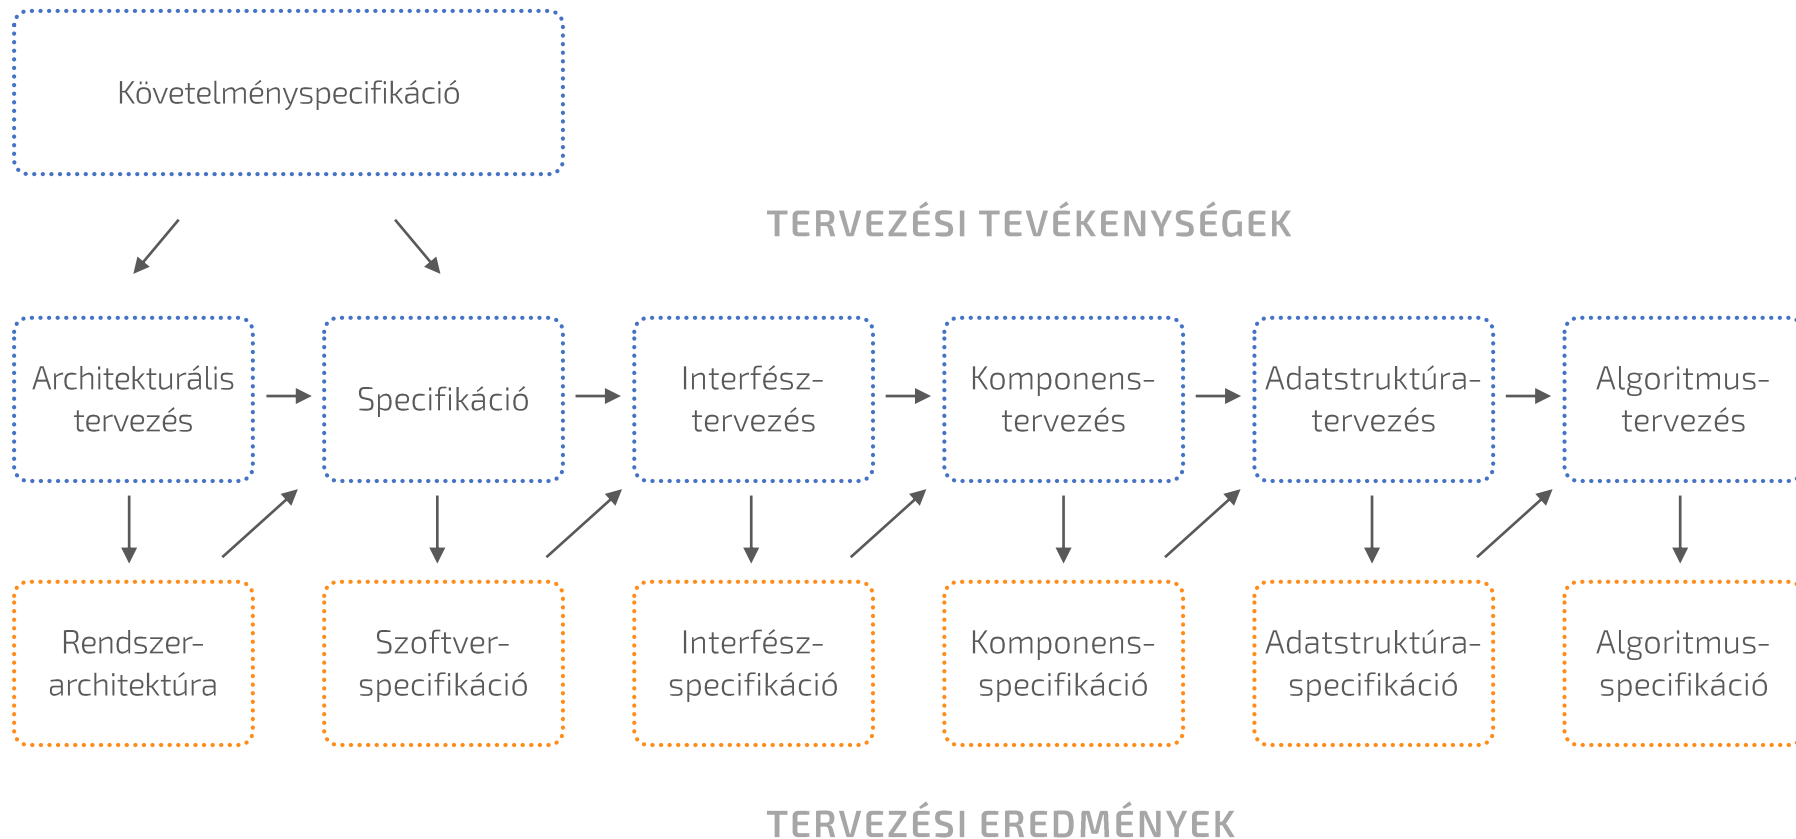 Követelményspecifikáció
TERVEZÉSI TEVÉKENYSÉGEK
Architekturális
tervezés
Specifikáció
Interfész-
tervezés
Komponens-
tervezés
Adatstruktúra-
tervezés
Algoritmus-
tervezés
Rendszer-
architektúra
Szoftver-
specifikáció
Interfész-
specifikáció
Komponens-
specifikáció
Adatstruktúra-
specifikáció
Algoritmus-
specifikáció
TERVEZÉSI EREDMÉNYEK